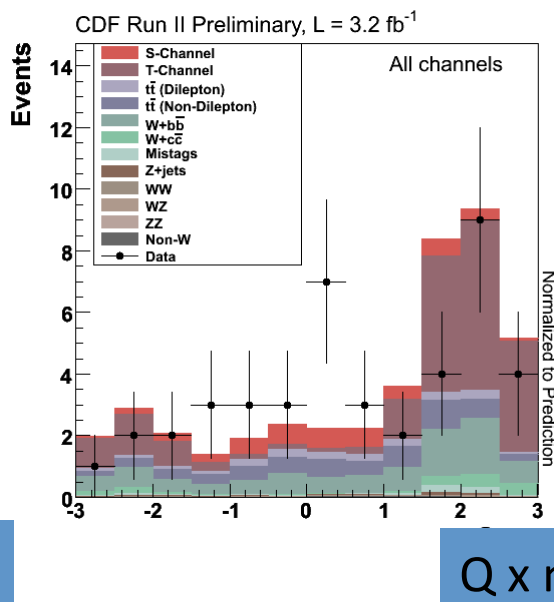 CDF Run II Preliminary, L = 3.2 fb⁻¹
Events
All channels
S-Channel
T-Channel
tt̄ (Dilepton)
tt̄ (Non-Dilepton)
W+bb̄
W+cc̄
Mistags
Z+jets
WW
WZ
ZZ
Non-W
Data
14
12
10
8
6
4
2
0
-3 -2 -1 0 1 2 3
Normalized to Prediction
Q x